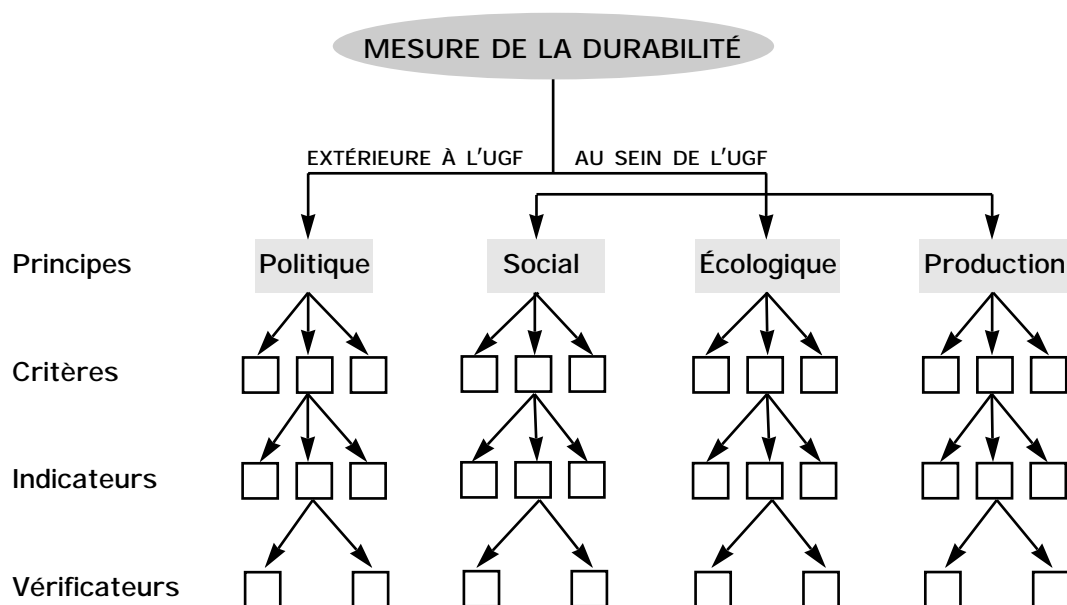 MESURE DE LA DURABILITÉ
EXTÉRIEURE À L'UGF AU SEIN DE L'UGF
Principes Politique Social Écologique Production
Critères
Indicateurs
Vérificateurs